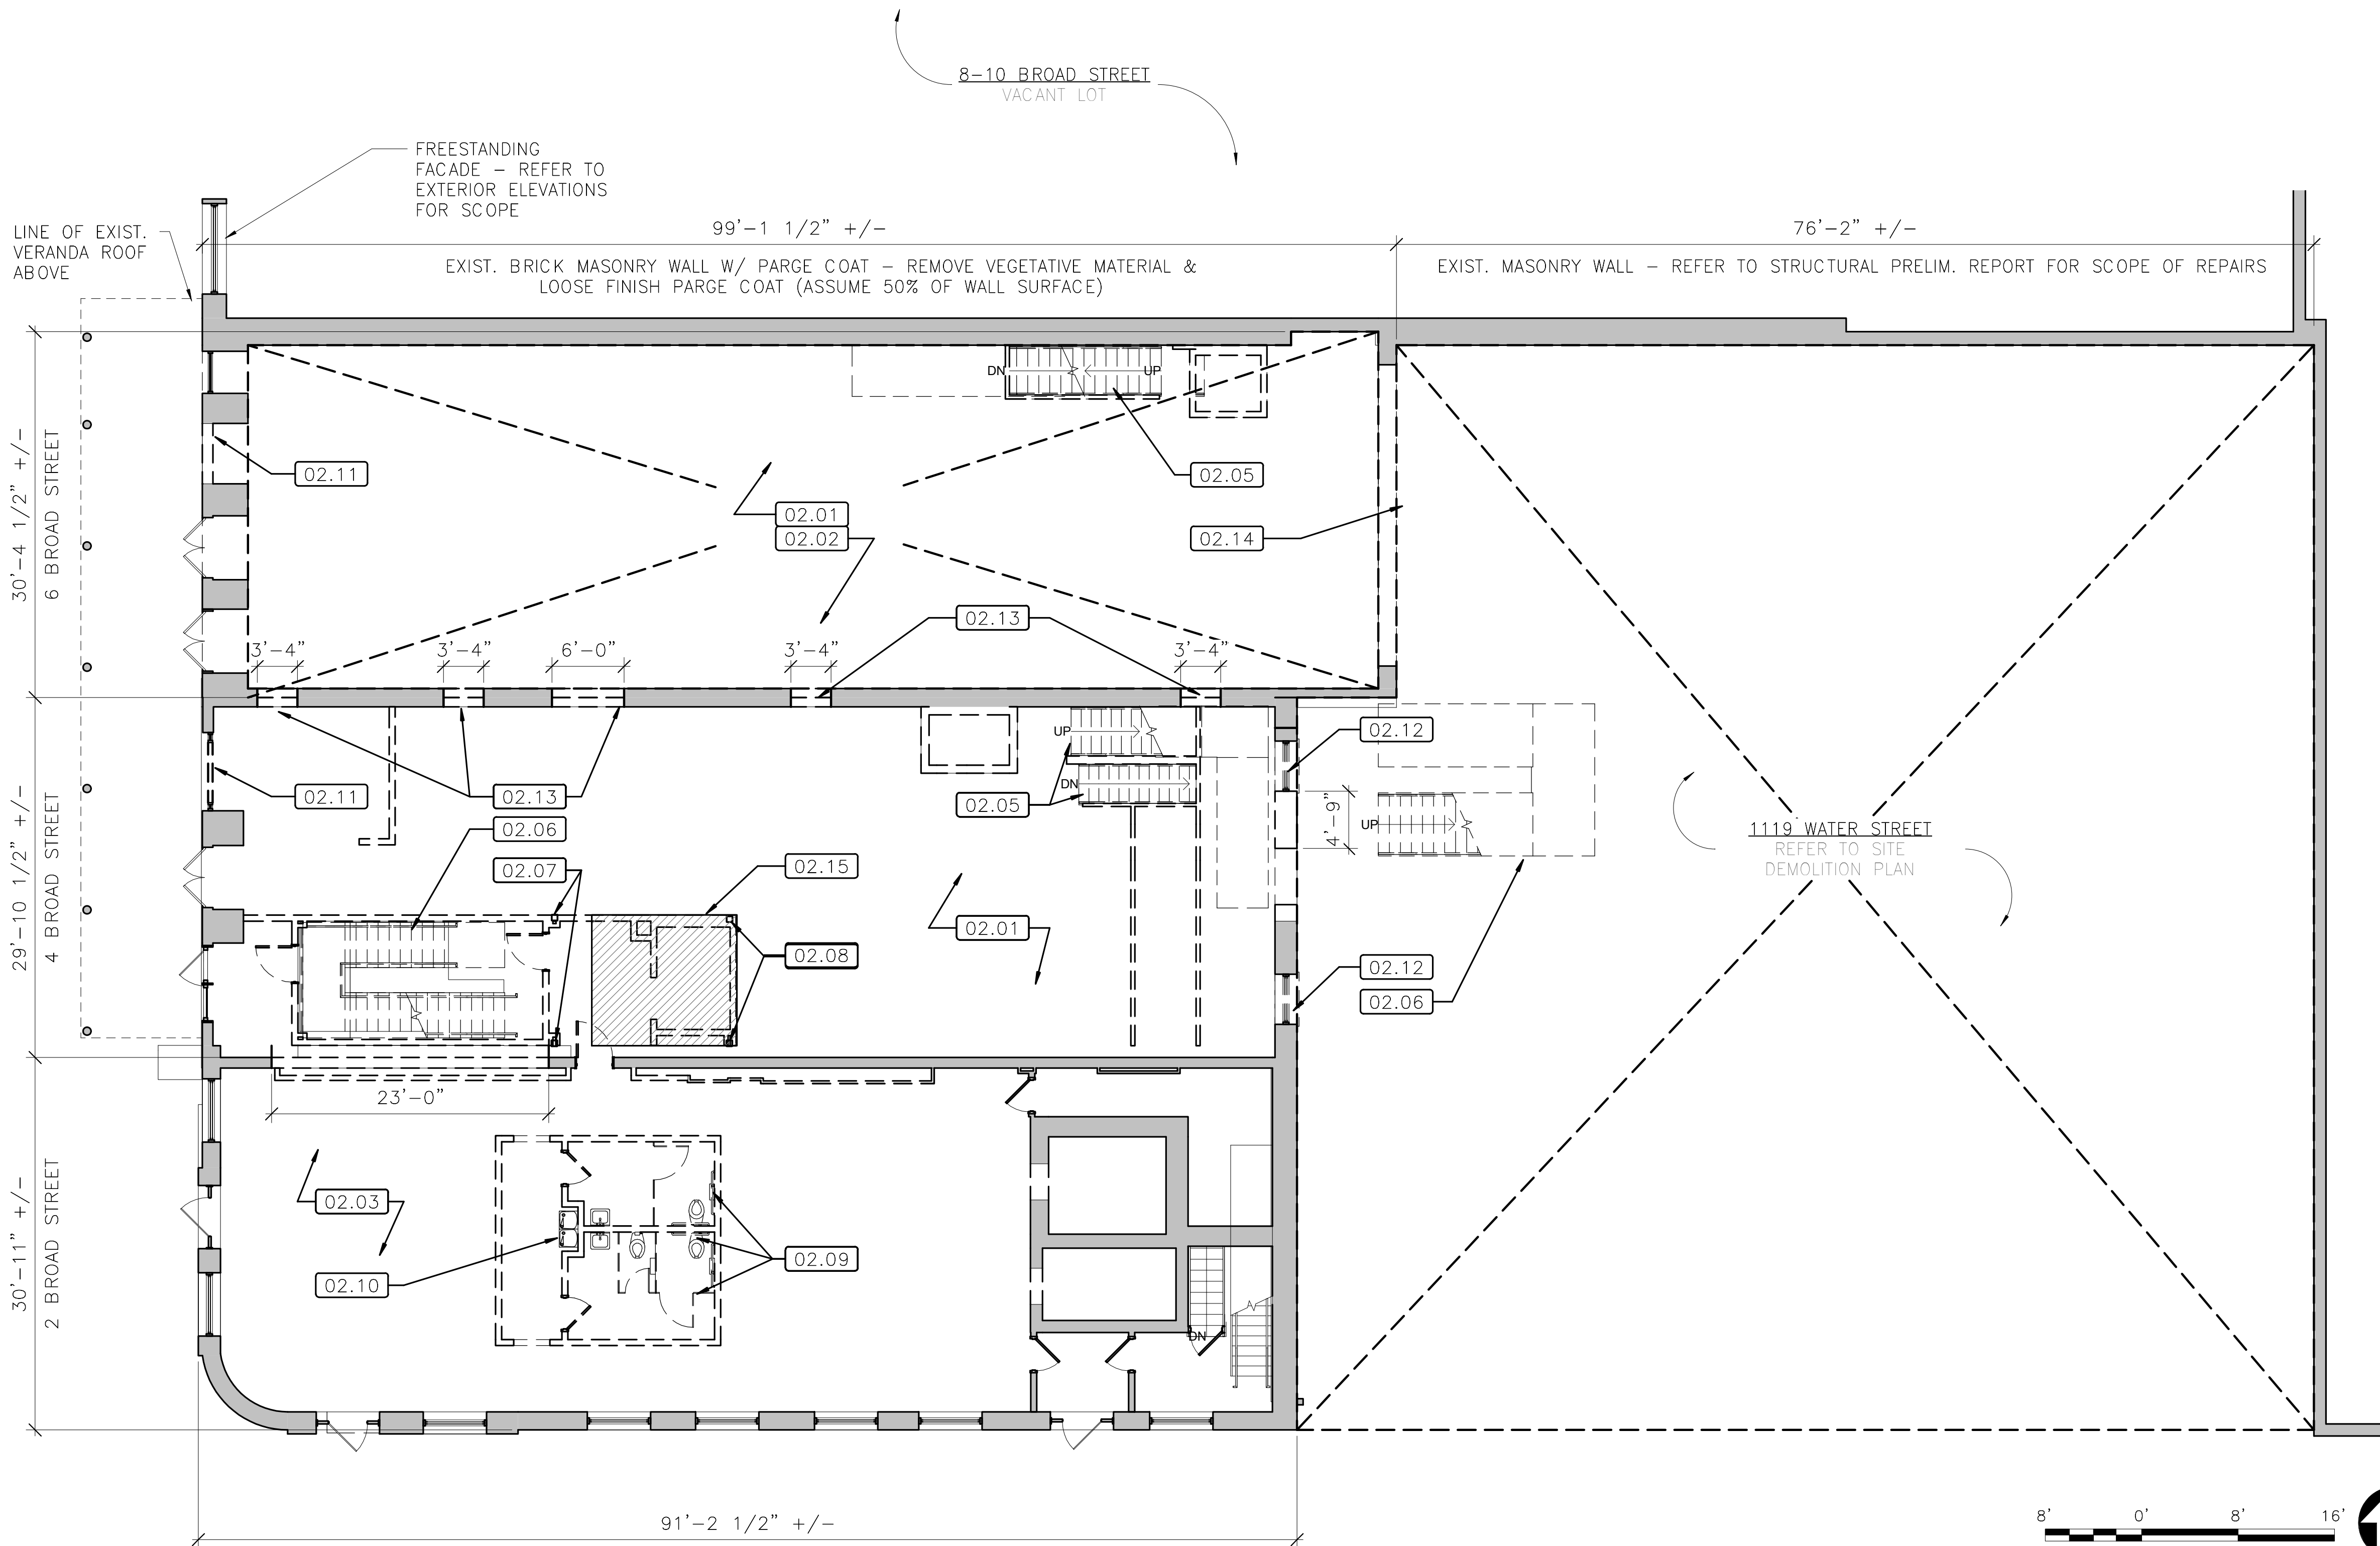 8-10 BROAD STREET
VACANT LOT
FREESTANDING
FACADE - REFER TO
EXTERIOR ELEVATIONS
FOR SCOPE
LINE OF EXIST.
VERANDA ROOF
ABOVE
99'-1 1/2" +/-
76'-2" +/-
EXIST. BRICK MASONRY WALL W/ PARGE COAT - REMOVE VEGETATIVE MATERIAL &
LOOSE FINISH PARGE COAT (ASSUME 50% OF WALL SURFACE)
EXIST. MASONRY WALL - REFER TO STRUCTURAL PRELIM. REPORT FOR SCOPE OF REPAIRS
30'-4 1/2" +/-
6 BROAD STREET
DN
UP
02.11
02.05
02.01
02.02
02.14
02.13
3'-4"
3'-4"
6'-0"
3'-4"
3'-4"
29'-10 1/2" +/-
4 BROAD STREET
UP
DN
02.12
02.11
02.13
02.05
4'-9"
UP
02.06
02.07
02.15
1119 WATER STREET
REFER TO SITE
DEMOLITION PLAN
02.01
02.08
02.12
02.06
23'-0"
30'-11" +/-
2 BROAD STREET
02.03
02.10
02.09
DN
91'-2 1/2" +/-
8'
0'
8'
16'